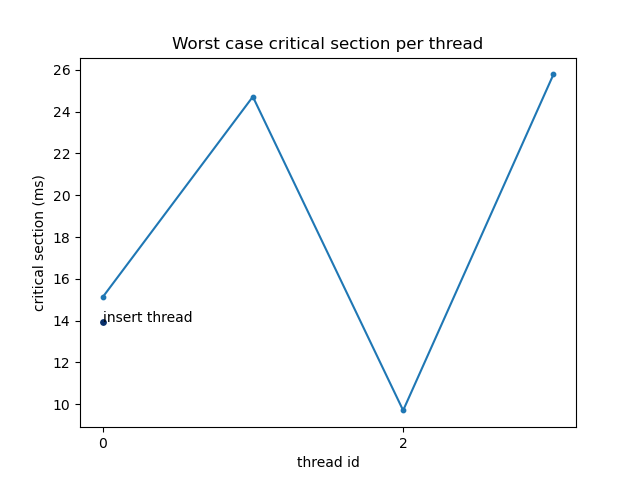 Worst case critical section per thread
critical section (ms)
26
24
22
20
18
16
14
12
10
insert thread
0
2
thread id